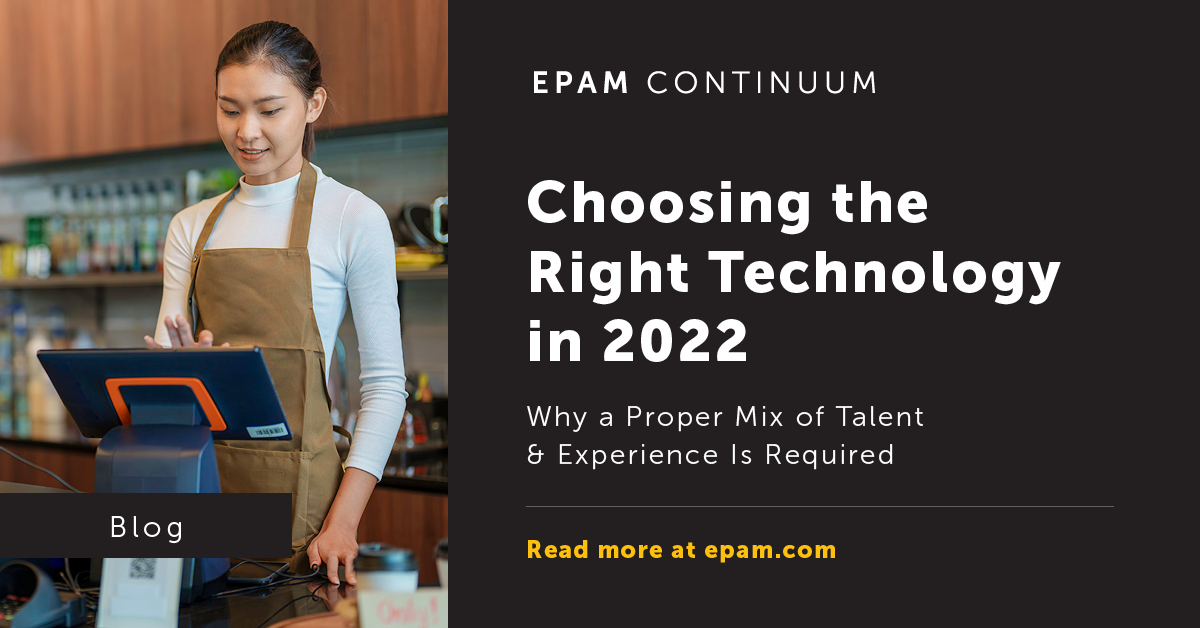 EPAM CONTINUUM
Choosing the
Right Technology
in 2022
Why a Proper Mix of Talent
& Experience Is Required
Read more at epam.com
Blog
Only!